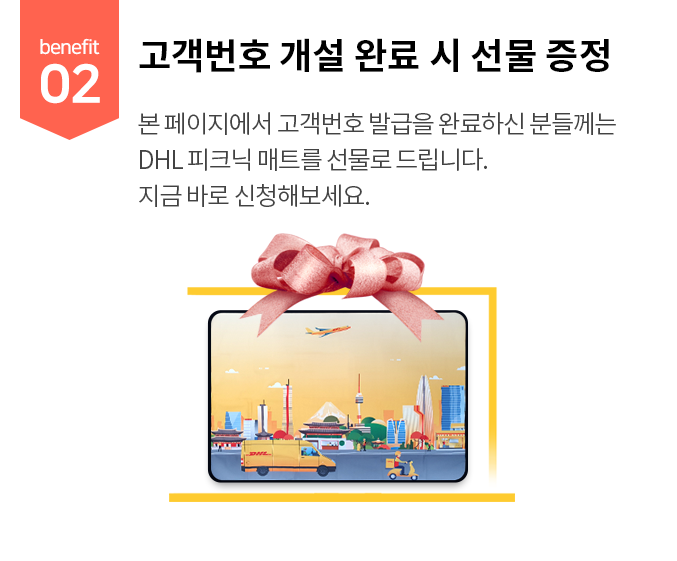 benefit
02
고객번호 개설 완료 시 선물 증정
본 페이지에서 고객번호 발급을 완료하신 분들께는
DHL 피크닉 매트를 선물로 드립니다.
지금 바로 신청해보세요.
DHL